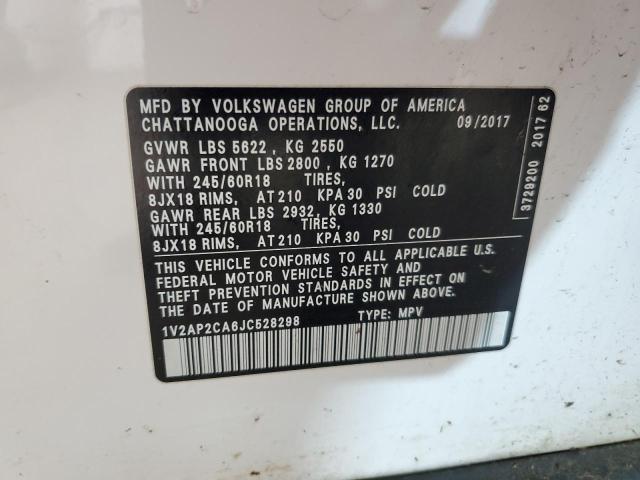 MFD BY VOLKSWAGEN GROUP OF AMERICA
CHATTANOOGA OPERATIONS, LLC. 09/2017
GVWR LBS 5622, KG 2550
GAWR FRONT LBS 2800, KG 1270
WITH 245/60R18 TIRES,
8JX18 RIMS, AT 210 KPA 30 PSI COLD
GAWR REAR LBS 2932, KG 1330
WITH 245/60R18 TIRES,
8JX18 RIMS, AT 210 KPA 30 PSI COLD
THIS VEHICLE CONFORMS TO ALL APPLICABLE U.S.
FEDERAL MOTOR VEHICLE SAFETY AND
THEFT PREVENTION STANDARDS IN EFFECT ON
THE DATE OF MANUFACTURE SHOWN ABOVE.
1V2AP2CA6JC528298 TYPE: MPV
3729200 2017 62